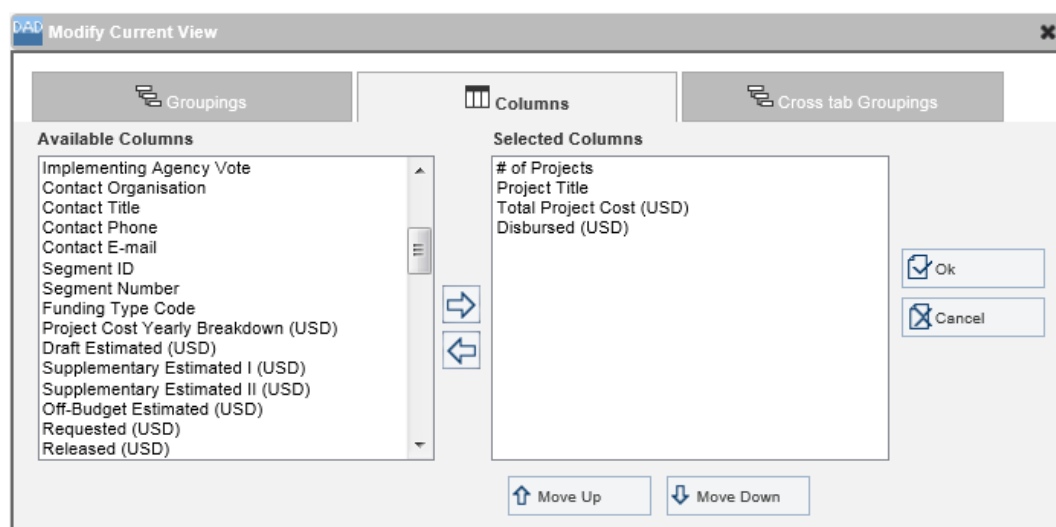 DAD Modify Current View
Groupings
Columns
Cross tab Groupings
Available Columns
Selected Columns
Implementing Agency Vote
Contact Organisation
Contact Title
Contact Phone
Contact E-mail
Segment ID
Segment Number
Funding Type Code
Project Cost Yearly Breakdown (USD)
Draft Estimated (USD)
Supplementary Estimated I (USD)
Supplementary Estimated II (USD)
Off-Budget Estimated (USD)
Requested (USD)
Released (USD)
# of Projects
Project Title
Total Project Cost (USD)
Disbursed (USD)
Ok
Cancel
Move Up
Move Down